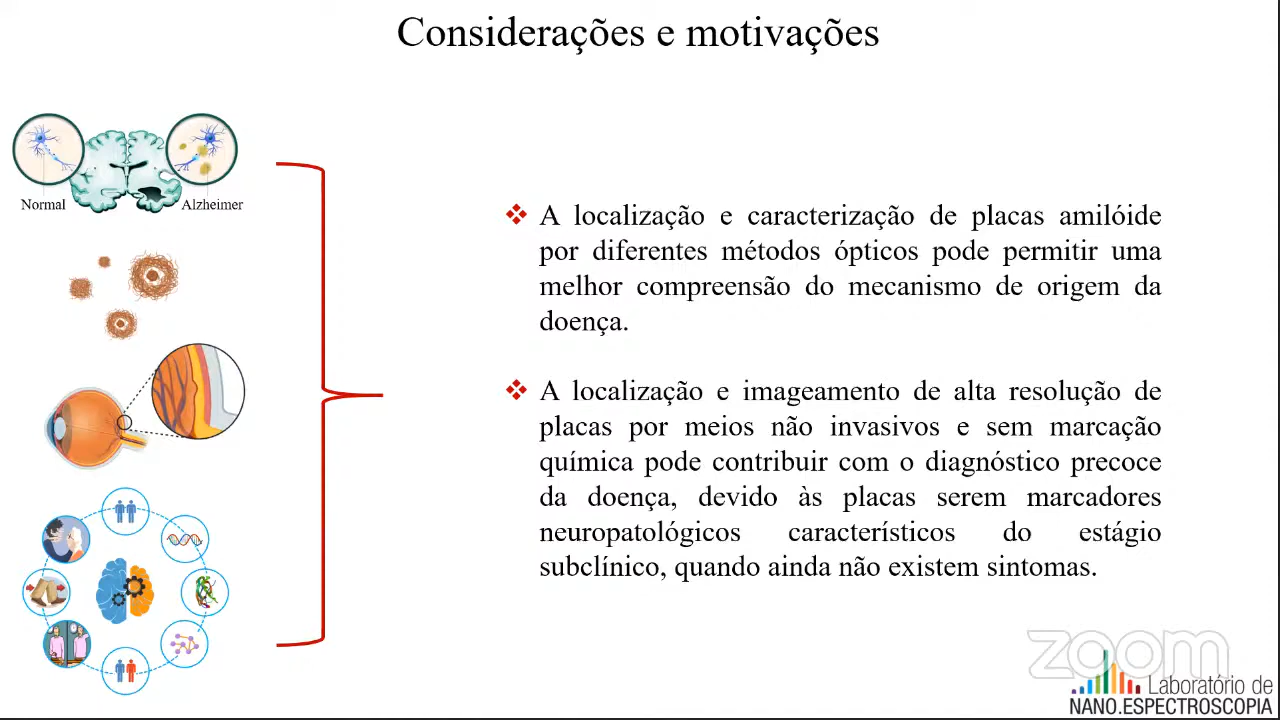 Considerações e motivações
Normal
Alzheimer
❖ A localização e caracterização de placas amilóide
por diferentes métodos ópticos pode permitir uma
melhor compreensão do mecanismo de origem da
doença.
❖ A localização e imageamento de alta resolução de
placas por meios não invasivos e sem marcação
química pode contribuir com o diagnóstico precoce
da doença, devido às placas serem marcadores
neuropatológicos característicos do estágio
subclínico, quando ainda não existem sintomas.
zoom
Laboratório de
NANO.ESPECTROSCOPIA